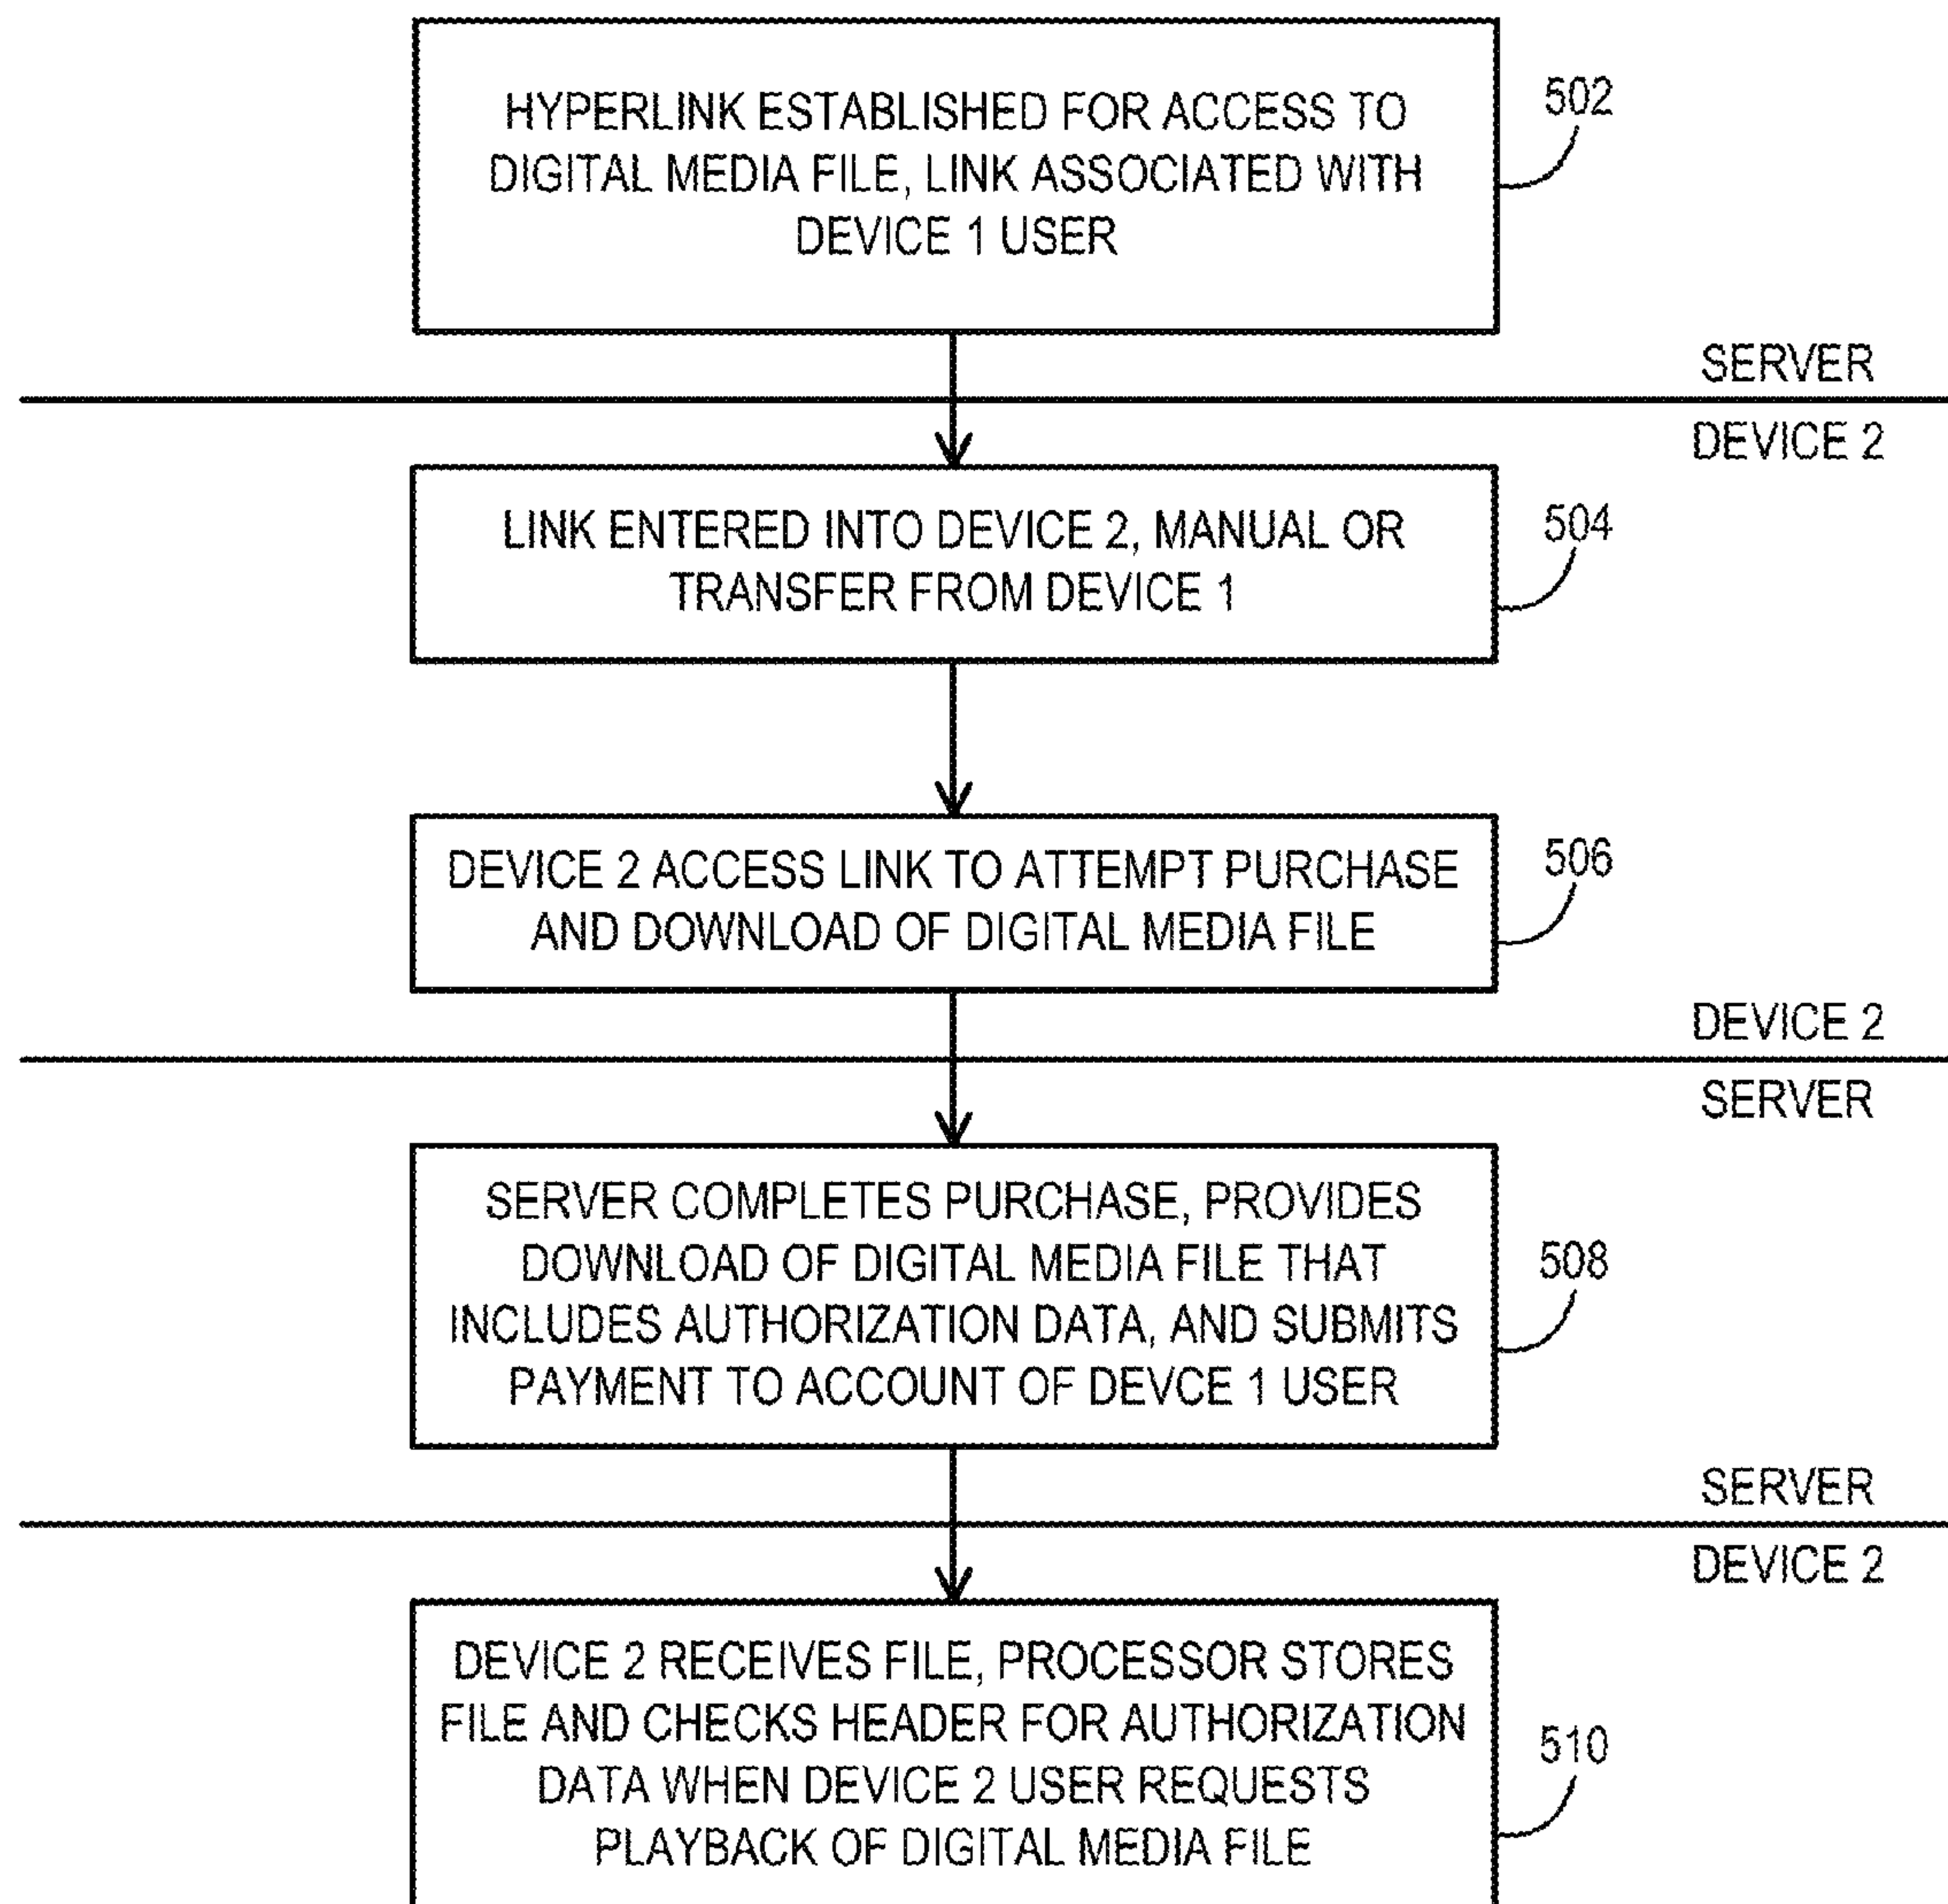 HYPERLINK ESTABLISHED FOR ACCESS TO
DIGITAL MEDIA FILE, LINK ASSOCIATED WITH
DEVICE 1 USER
502
SERVER
DEVICE 2
LINK ENTERED INTO DEVICE 2, MANUAL OR
TRANSFER FROM DEVICE 1
504
DEVICE 2 ACCESS LINK TO ATTEMPT PURCHASE
AND DOWNLOAD OF DIGITAL MEDIA FILE
506
DEVICE 2
SERVER
SERVER COMPLETES PURCHASE, PROVIDES
DOWNLOAD OF DIGITAL MEDIA FILE THAT
INCLUDES AUTHORIZATION DATA, AND SUBMITS
PAYMENT TO ACCOUNT OF DEVCE 1 USER
508
SERVER
DEVICE 2
DEVICE 2 RECEIVES FILE, PROCESSOR STORES
FILE AND CHECKS HEADER FOR AUTHORIZATION
DATA WHEN DEVICE 2 USER REQUESTS
PLAYBACK OF DIGITAL MEDIA FILE
510